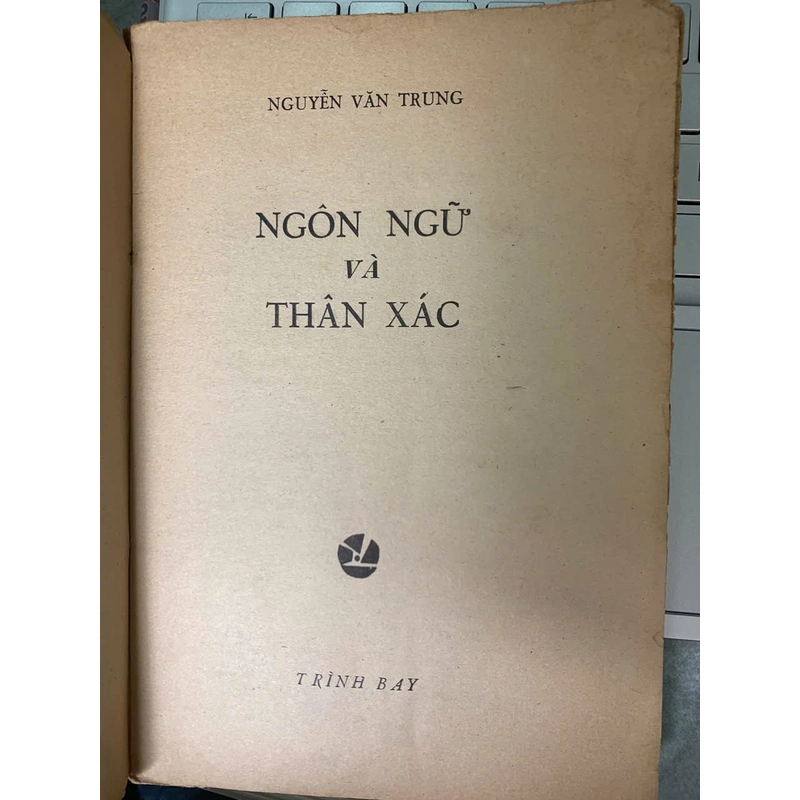 NGUYỄN VĂN TRUNG
NGÔN NGỮ
VÀ
THÂN XÁC
TRÌNH BAY